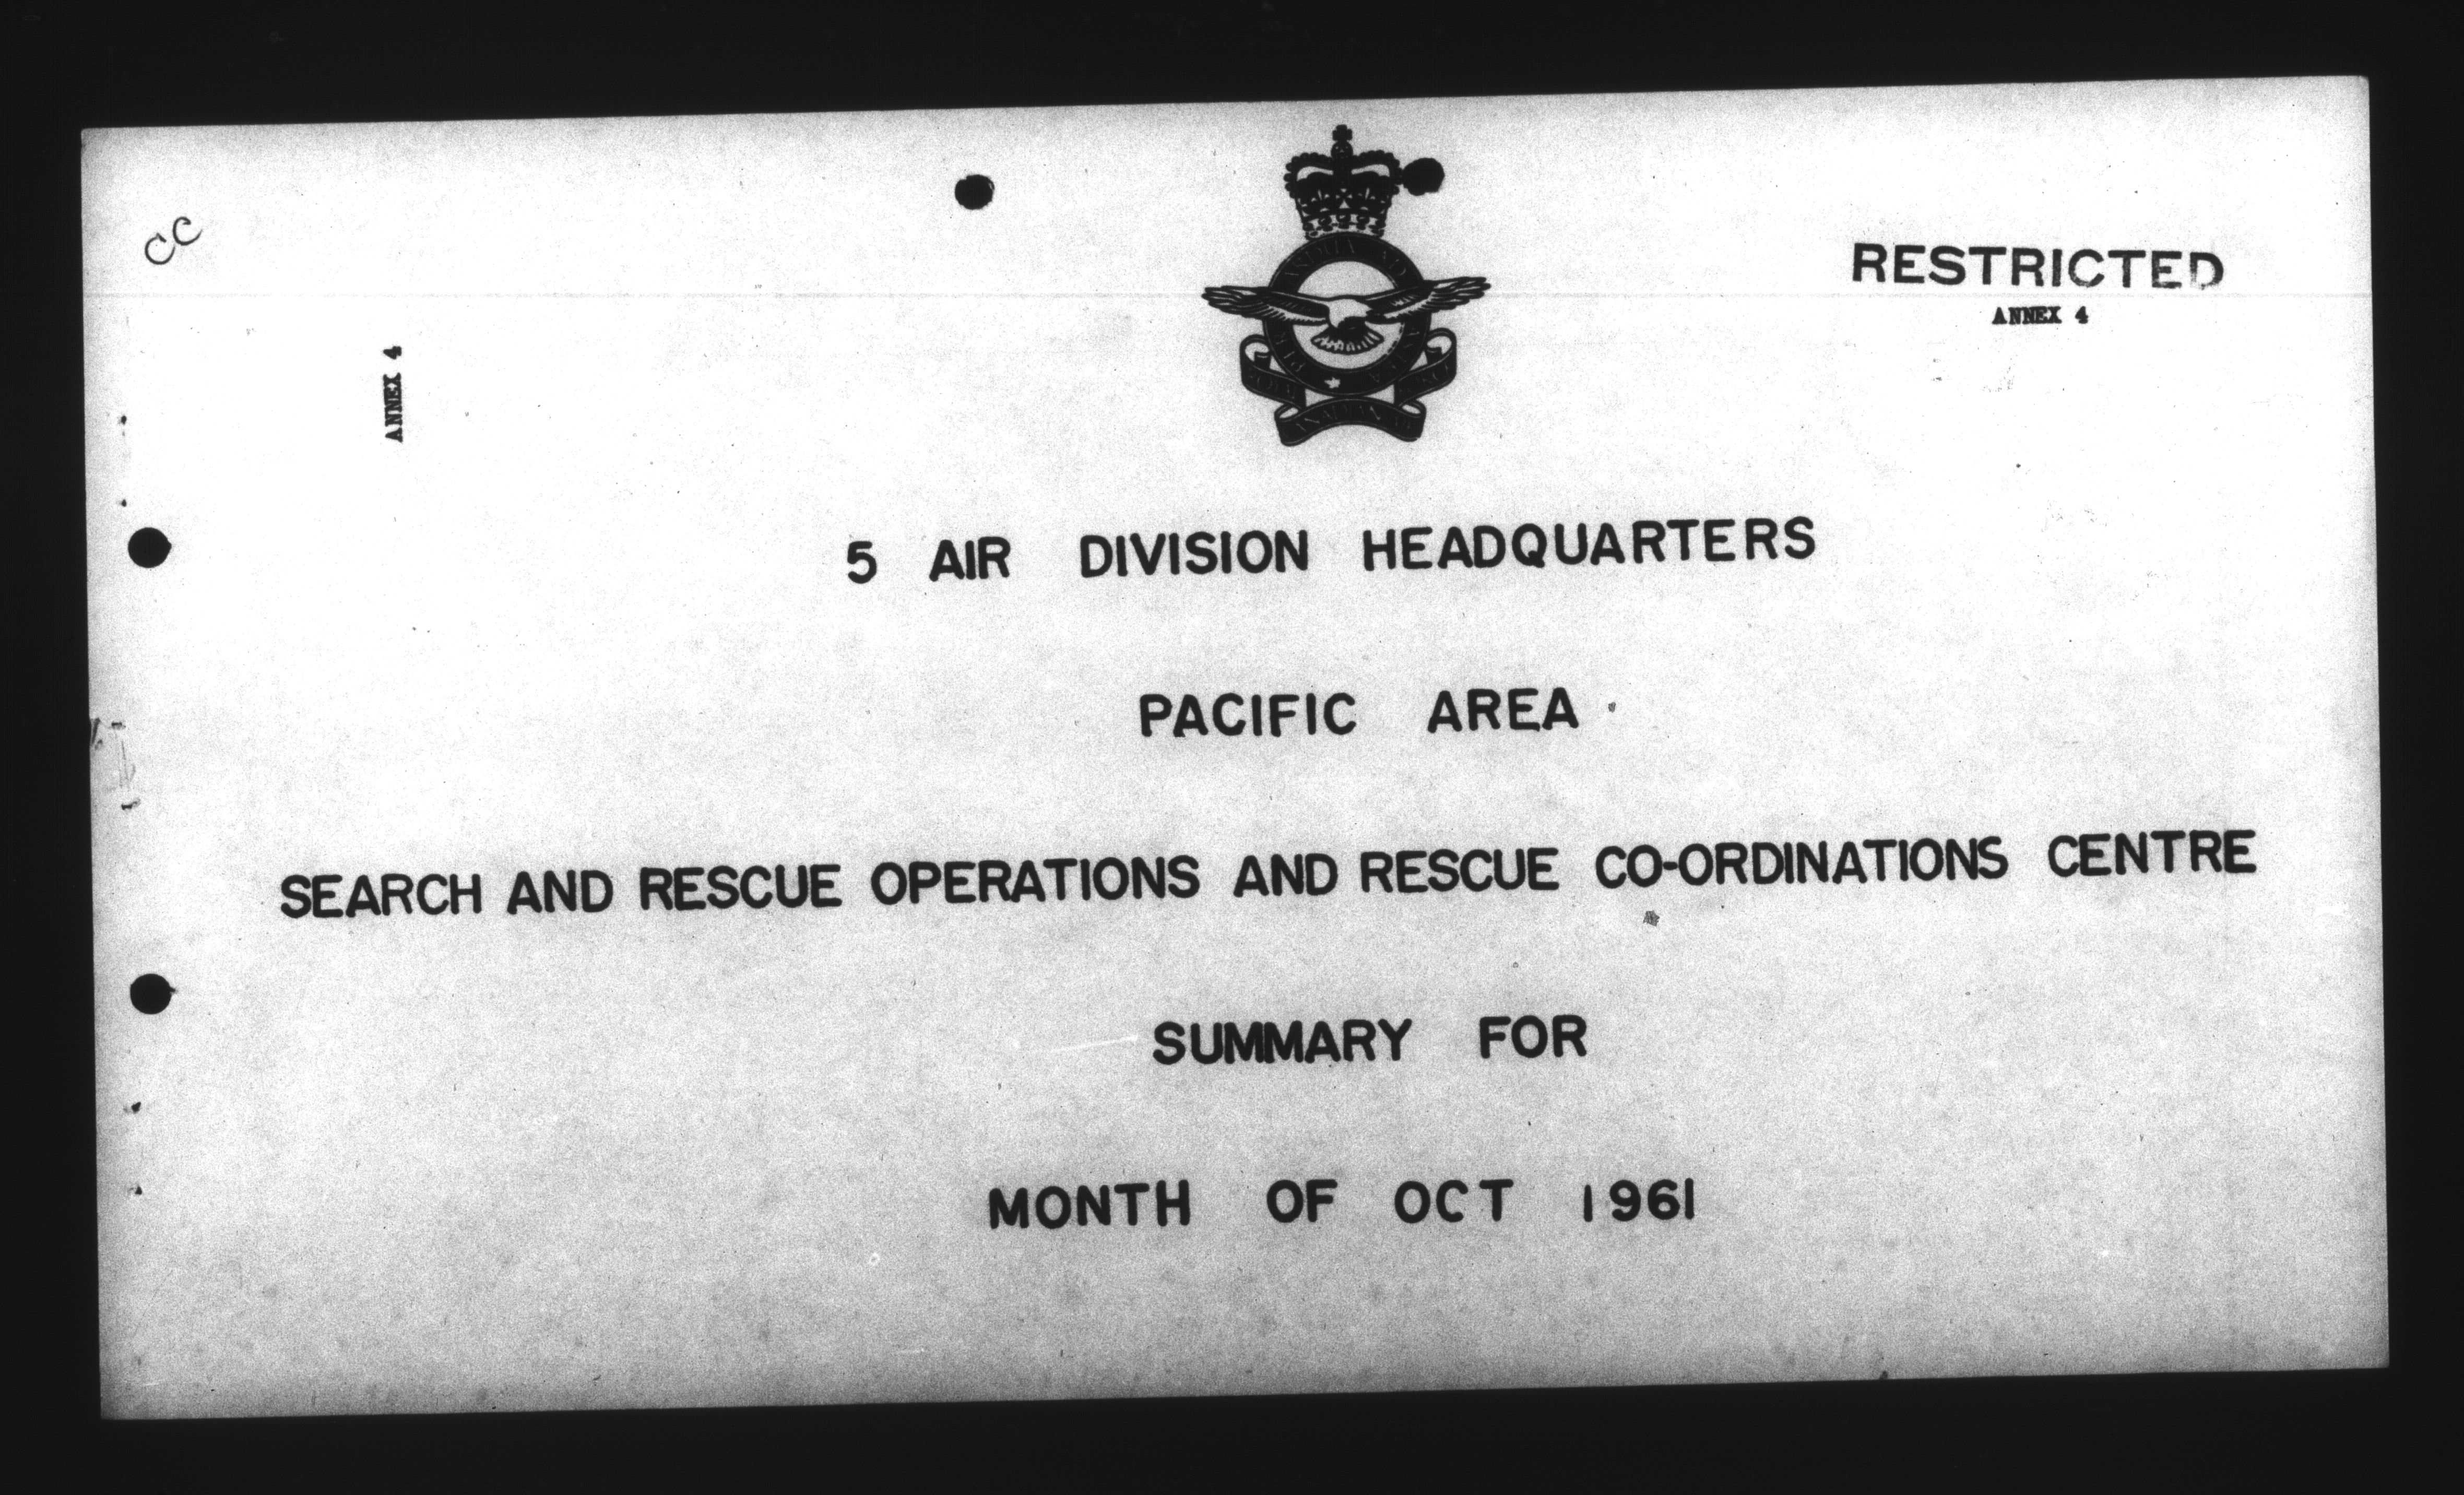 CC
RESTRICTED
ANNEX 4
ANNEX 4
5 AIR DIVISION HEADQUARTERS
PACIFIC AREA
SEARCH AND RESCUE OPERATIONS AND RESCUE CO-ORDINATIONS CENTRE
SUMMARY FOR
MONTH OF OCT 1961